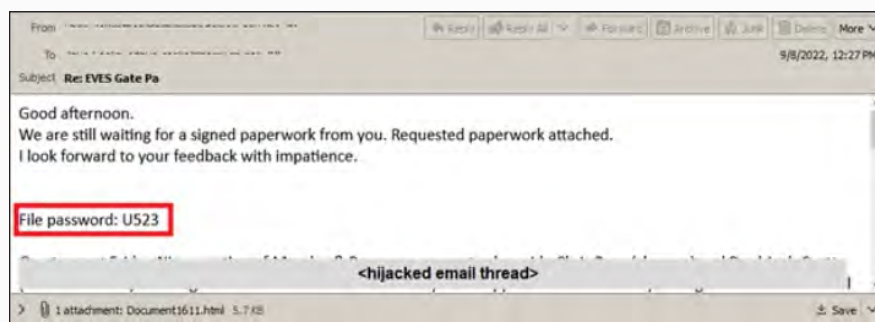 From
Reply Reply All Forward Archive Junk Delete More
To
9/8/2022, 12:27 PM
Subject Re: EVES Gate Pa
Good afternoon.
We are still waiting for a signed paperwork from you. Requested paperwork attached.
I look forward to your feedback with impatience.
File password: U523
<hijacked email thread>
1 attachment: Document1611.html 5.7 KB
Save